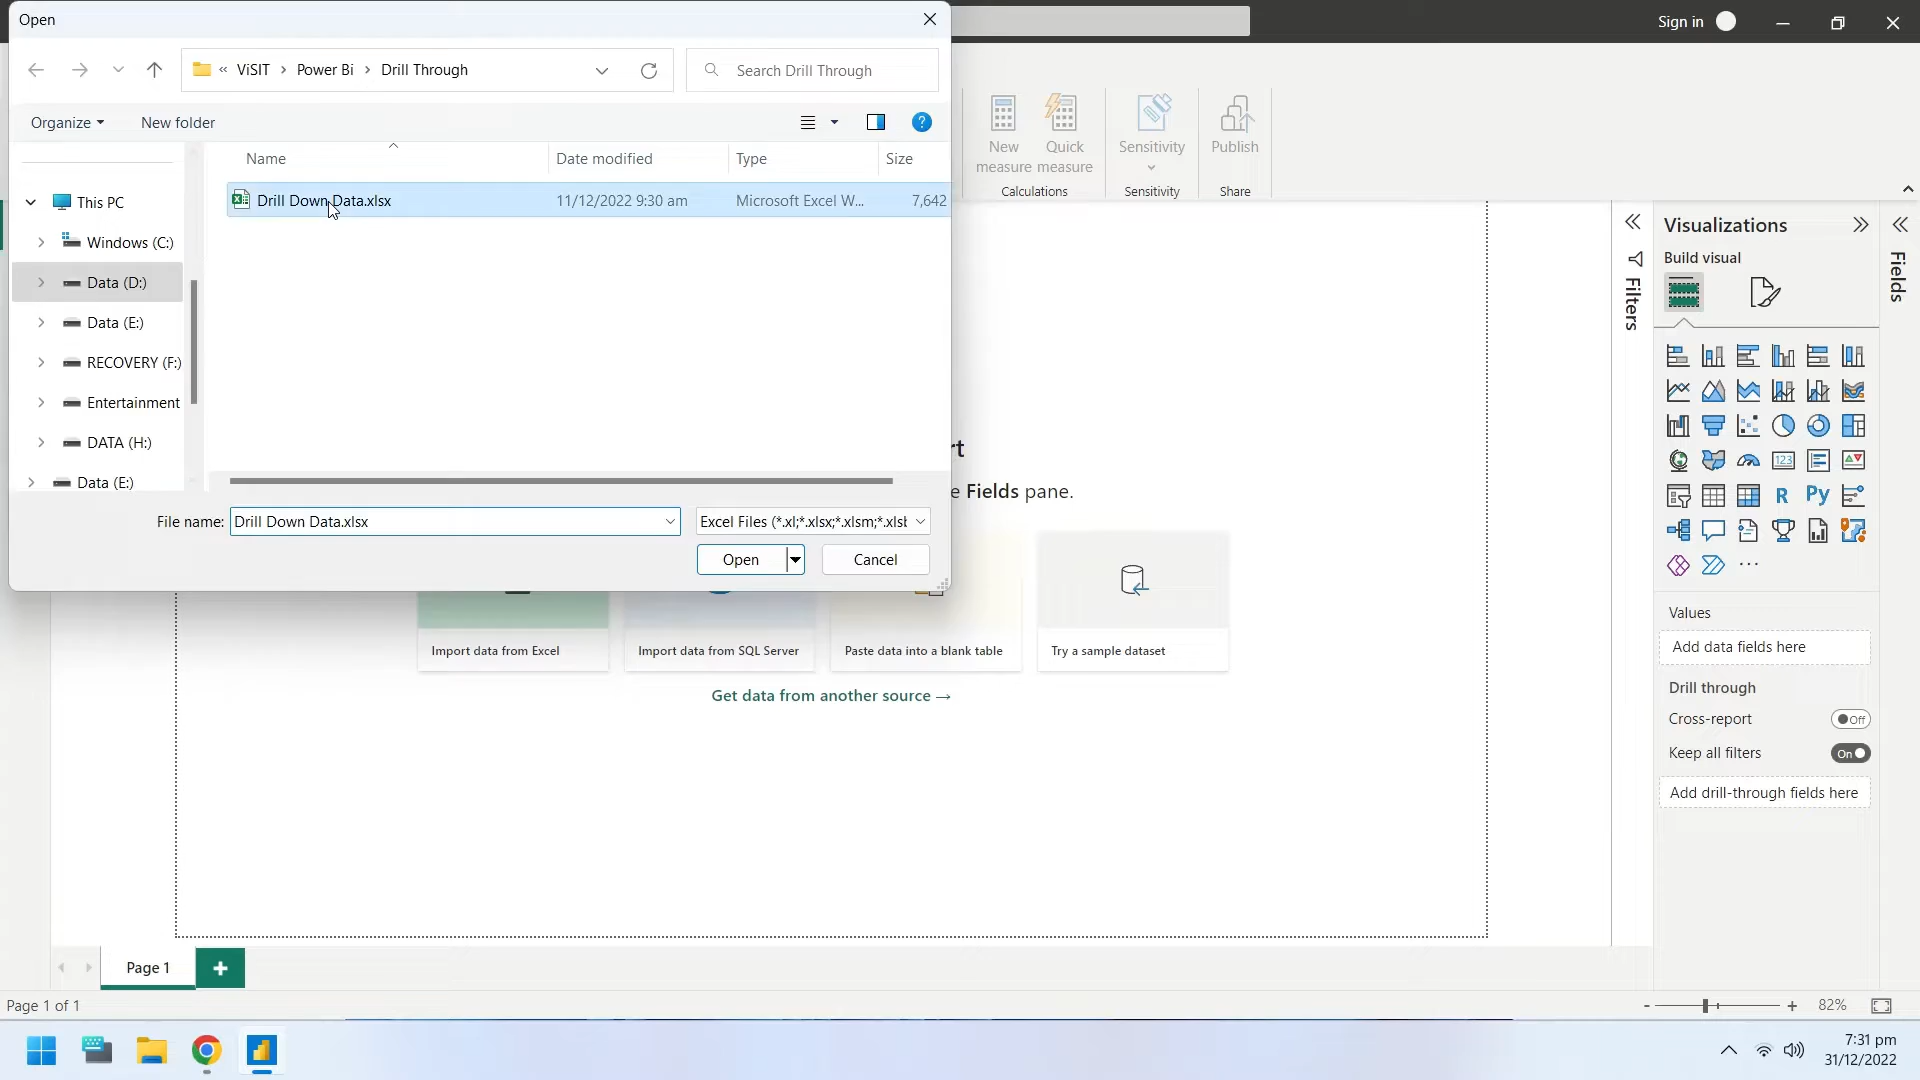 Open
Sign in
« ViSIT › Power Bi › Drill Through
Search Drill Through
Organize
New folder
Name
Date modified
Type
Size
Drill Down Data.xlsx
11/12/2022 9:30 am
Microsoft Excel W...
7,642
This PC
Windows (C:)
Data (D:)
Data (E:)
RECOVERY (F:)
Entertainment
DATA (H:)
Data (E:)
File name:
Drill Down Data.xlsx
Excel Files (*.xl;*.xlsx;*.xlsm;*.xlsb
Open
Cancel
New
measure
Quick
measure
Calculations
Sensitivity
Sensitivity
Publish
Share
rt
e Fields pane.
Import data from Excel
Import data from SQL Server
Paste data into a blank table
Try a sample dataset
Get data from another source →
Filters
Visualizations
Build visual
123
R
Py
...
Values
Add data fields here
Drill through
Cross-report
Off
Keep all filters
On
Add drill-through fields here
Fields
Page 1
+
Page 1 of 1
- + 82%
7:31 pm
31/12/2022